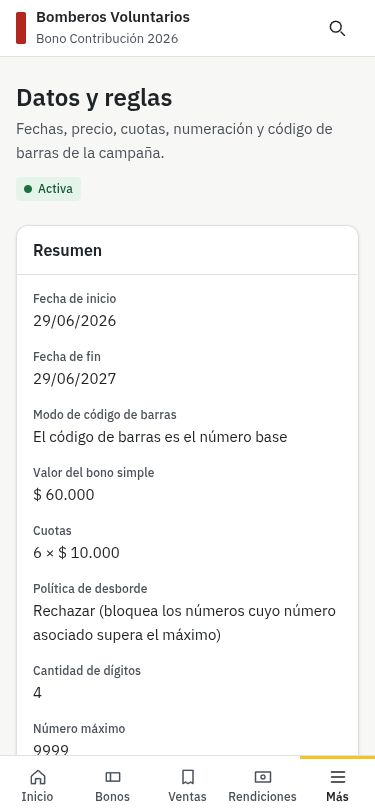 Bomberos Voluntarios
Bono Contribución 2026
Datos y reglas
Fechas, precio, cuotas, numeración y código de
barras de la campaña.
Activa
Resumen
Fecha de inicio
29/06/2026
Fecha de fin
29/06/2027
Modo de código de barras
El código de barras es el número base
Valor del bono simple
$ 60.000
Cuotas
6 × $ 10.000
Política de desborde
Rechazar (bloquea los números cuyo número
asociado supera el máximo)
Cantidad de dígitos
4
Número máximo
9999
Inicio
Bonos
Ventas
Rendiciones
Más